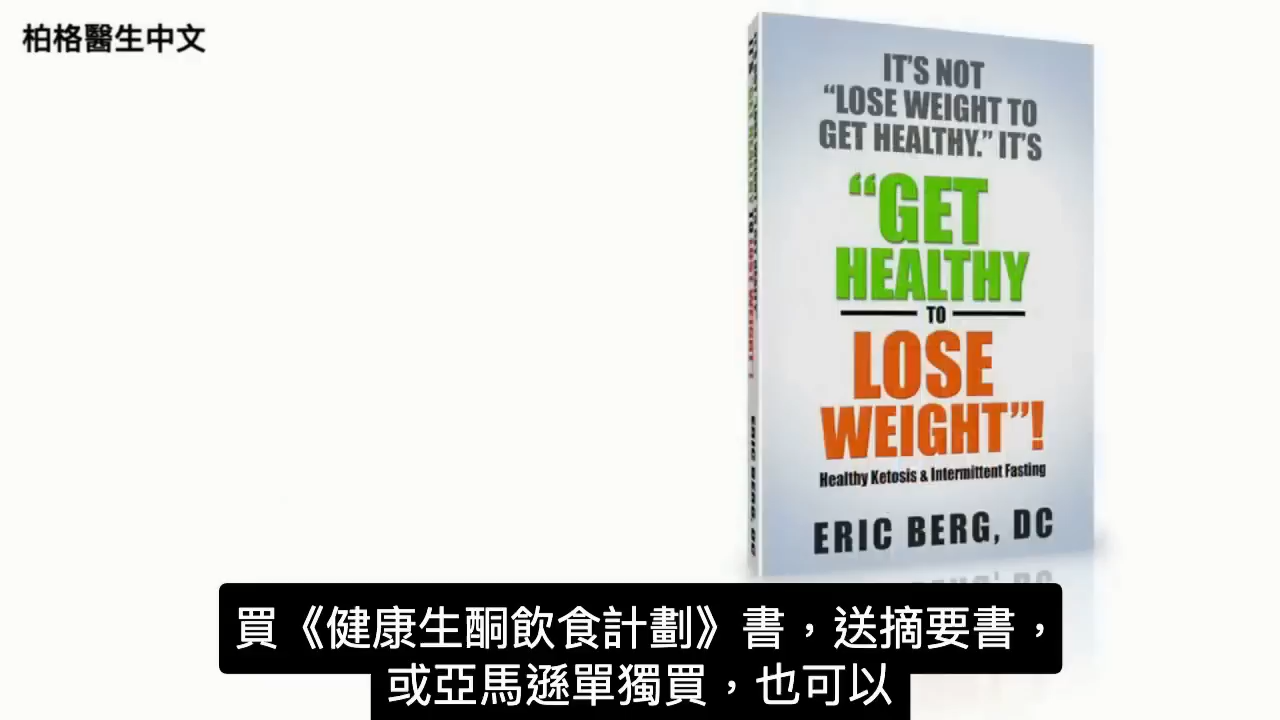 柏格醫生中文
IT'S NOT
“LOSE WEIGHT TO
GET HEALTHY.” IT'S
“GET
HEALTHY
TO
LOSE
WEIGHT”!
Healthy Ketosis & Intermittent Fasting
ERIC BERG, DC
買《健康生酮飲食計劃》書，送摘要書，
或亞馬遜單獨買，也可以